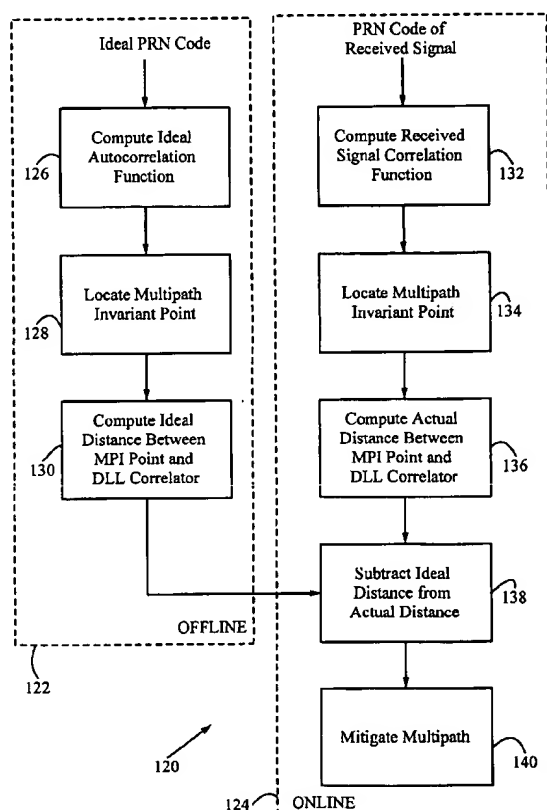 Ideal PRN Code
126
Compute Ideal
Autocorrelation
Function
128
Locate Multipath
Invariant Point
130
Compute Ideal
Distance Between
MPI Point and
DLL Correlator
OFFLINE
122
120
PRN Code of
Received Signal
Compute Received
Signal Correlation
Function
132
Locate Multipath
Invariant Point
134
Compute Actual
Distance Between
MPI Point and
DLL Correlator
136
Subtract Ideal
Distance from
Actual Distance
138
Mitigate Multipath
140
124
ONLINE